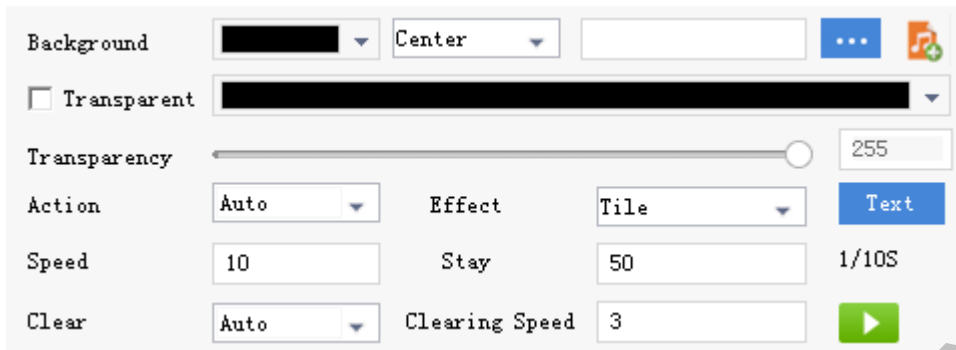 Background Center
Transparent
Transparency 255
Action Auto Effect Tile Text
Speed 10 Stay 50 1/10S
Clear Auto Clearing Speed 3